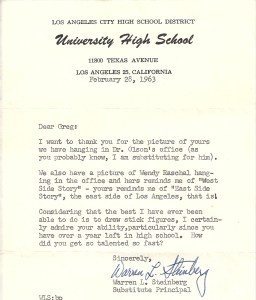 LOS ANGELES CITY HIGH SCHOOL DISTRICT
University High School
11800 TEXAS AVENUE
LOS ANGELES 25, CALIFORNIA
February 28, 1963
Dear Greg:
I want to thank you for the picture of yours
we have hanging in Dr. Olson's office (as
you probably know, I am substituting for him).
We also have a picture of Wendy Raschal hang-
ing in the office and hers reminds me of "West
Side Story" - yours reminds me of "East Side
Story", the east side of Los Angeles, that is!
Considering that the best I have ever been
able to do is to draw stick figures, I certain-
ly admire your ability,particularly since you
have over a year left in high school. How
did you get so talented so fast?
Sincerely,
Warren L. Steinberg
Warren L. Steinberg
Substitute Principal
WLS:bp